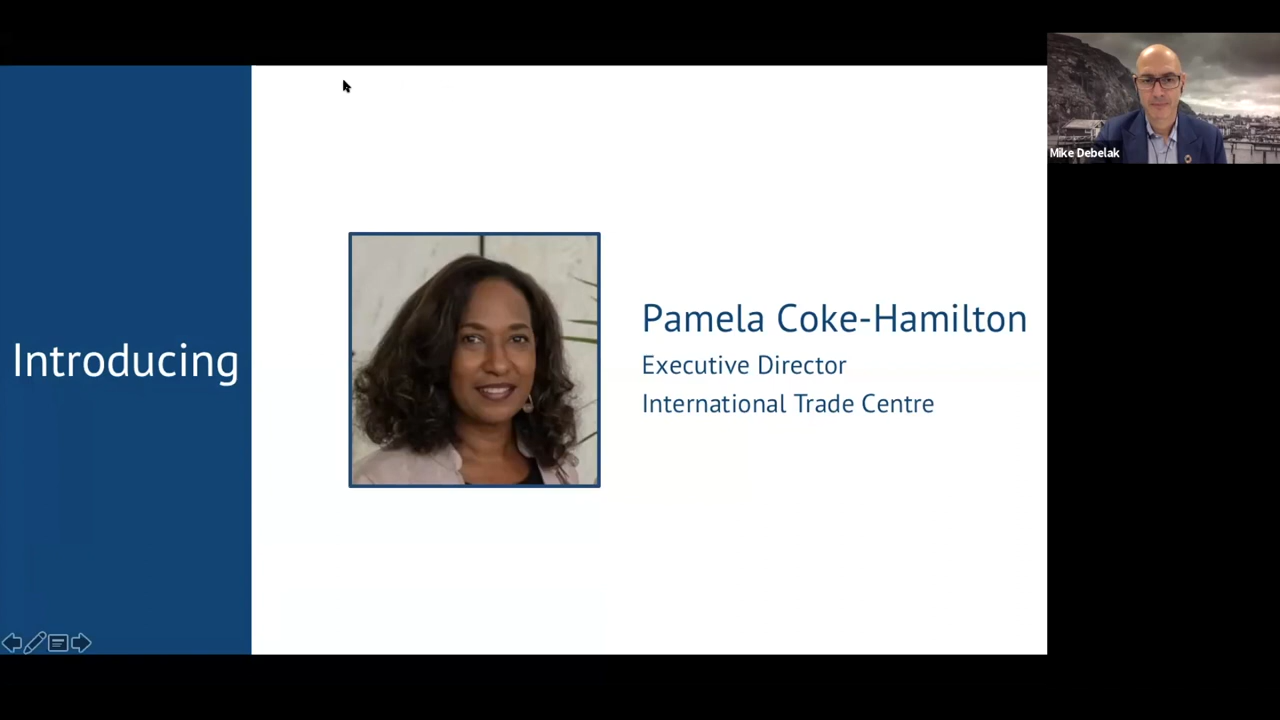 Introducing
Pamela Coke-Hamilton
Executive Director
International Trade Centre
Mike Debelak